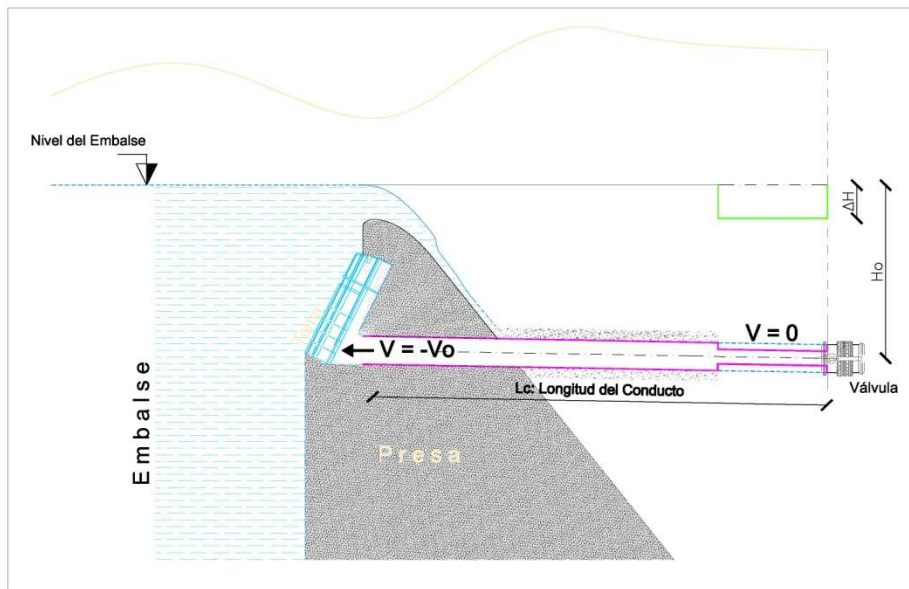 Nivel del Embalse
ΔH
Ho
V = 0
V = -Vo
Válvula
Lc: Longitud del Conducto
Embalse
Presa